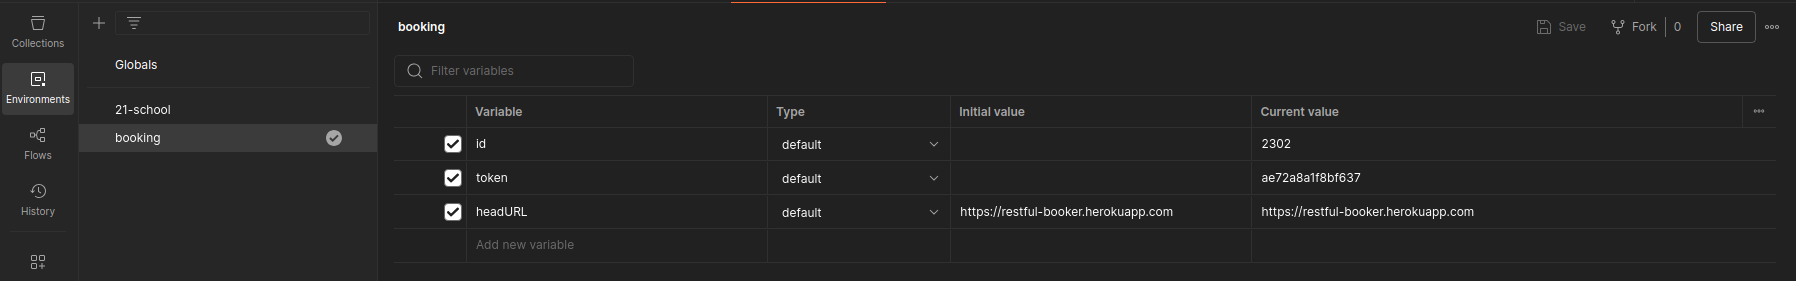 Collections
Environments
Flows
History
Globals
21-school
booking
booking
Save
Fork 0
Share
Filter variables
Variable Type Initial value Current value
id default 2302
token default ae72a8a1f8bf637
headURL default https://restful-booker.herokuapp.com https://restful-booker.herokuapp.com
Add new variable